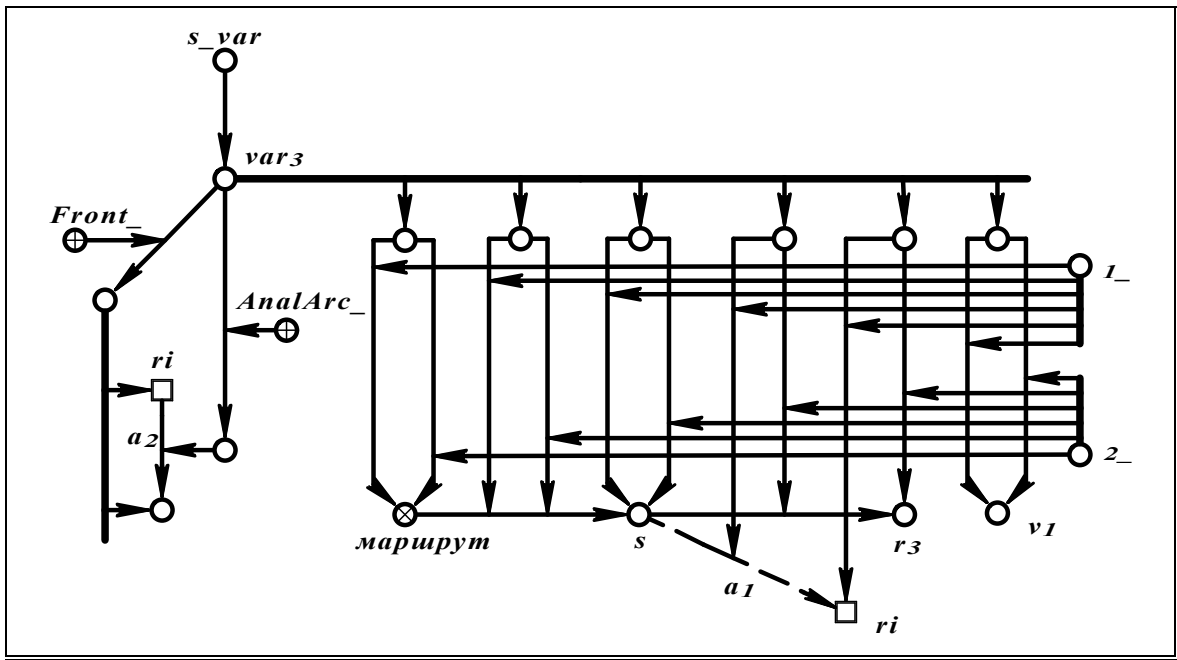 s_var
var3
Front_
1_
AnalArc_
ri
a2
2_
маршрут
s
r3
v1
a1
ri